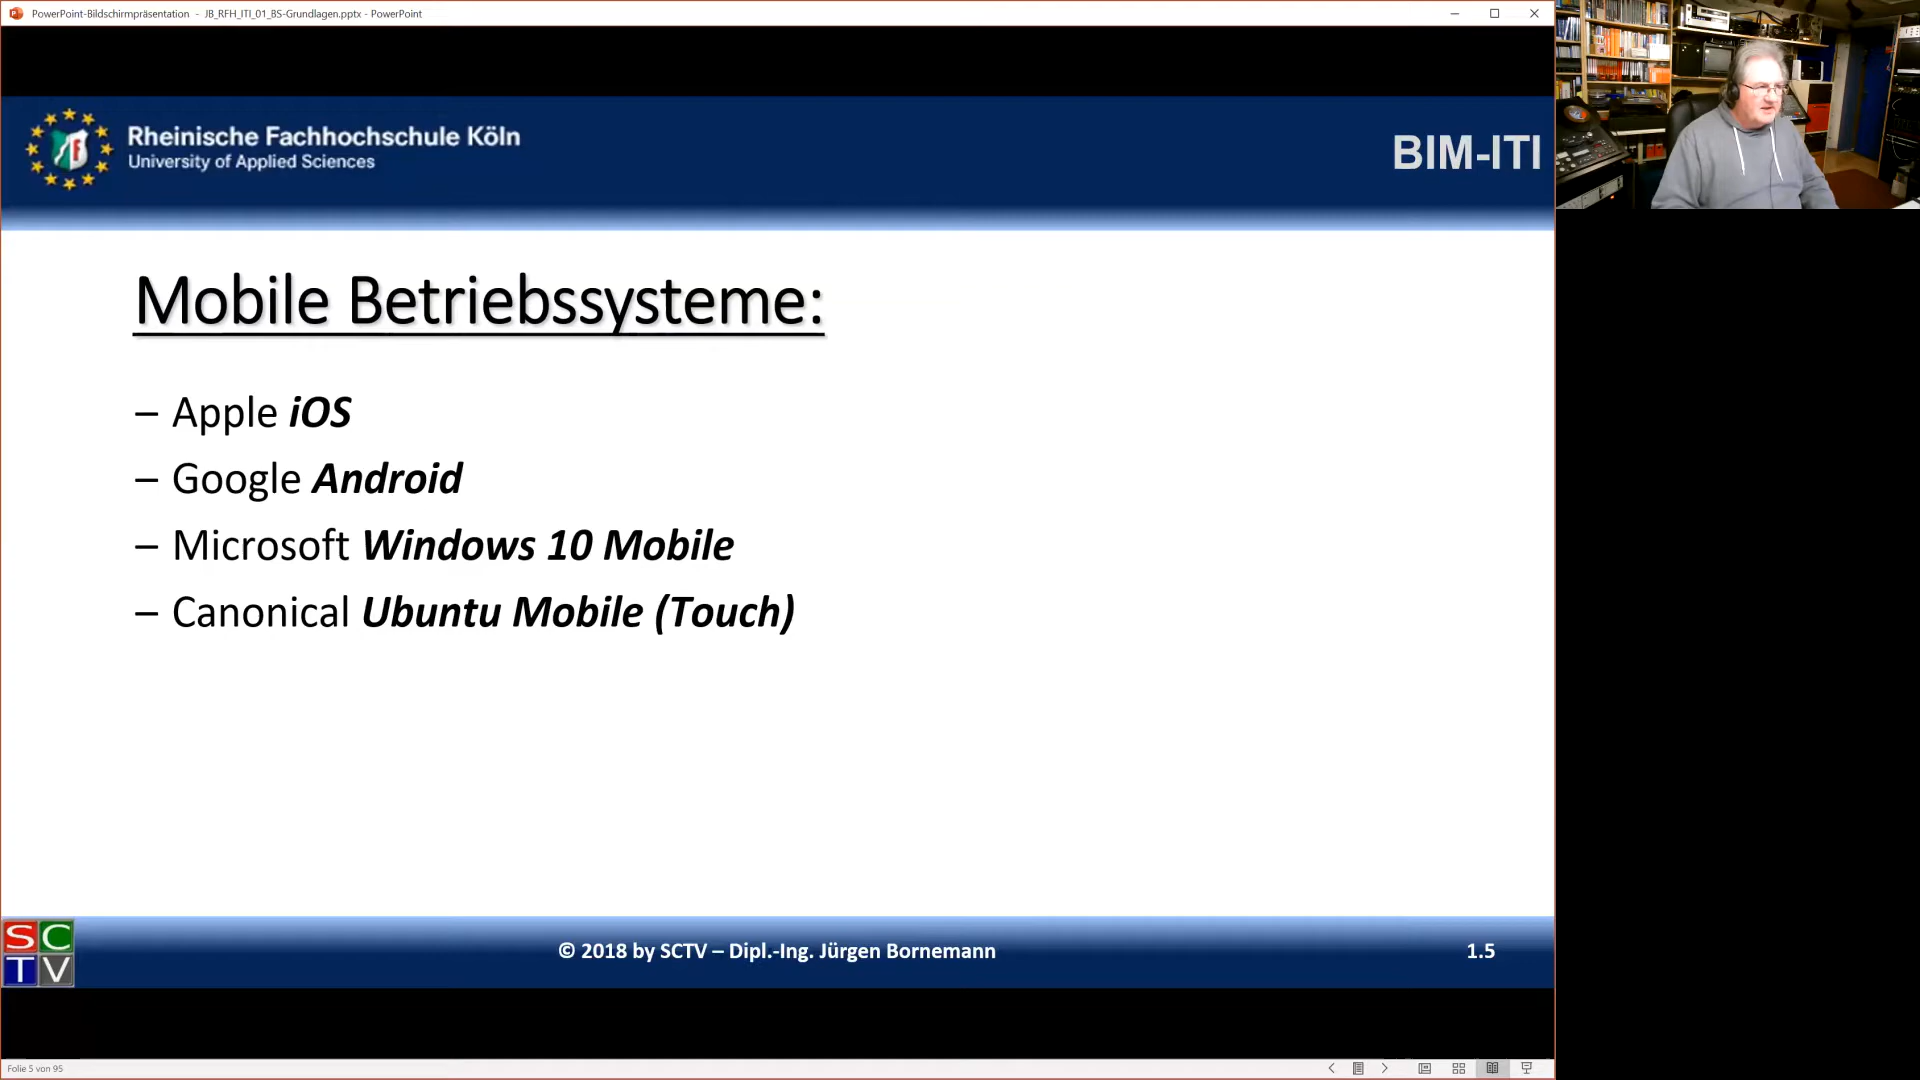 PowerPoint-Bildschirmpräsentation - JB_RFH_ITI_01_BS-Grundlagen.pptx - PowerPoint
Rheinische Fachhochschule Köln
University of Applied Sciences
BIM-ITI
Mobile Betriebssysteme:
– Apple iOS
– Google Android
– Microsoft Windows 10 Mobile
– Canonical Ubuntu Mobile (Touch)
SC
TV
© 2018 by SCTV – Dipl.-Ing. Jürgen Bornemann
1.5
Folie 5 von 95